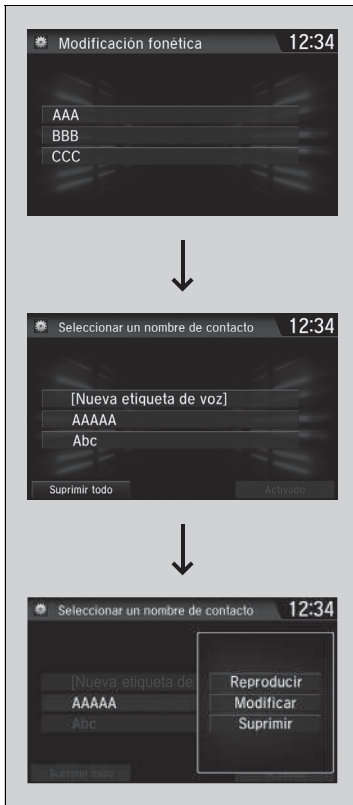 Modificación fonética 12:34
AAA
BBB
CCC
Seleccionar un nombre de contacto 12:34
[Nueva etiqueta de voz]
AAAAA
Abc
Suprimir todo Activado
Seleccionar un nombre de contacto 12:34
[Nueva etiqueta de Reproducir
AAAAA Modificar
Abc Suprimir
Suprimir todo